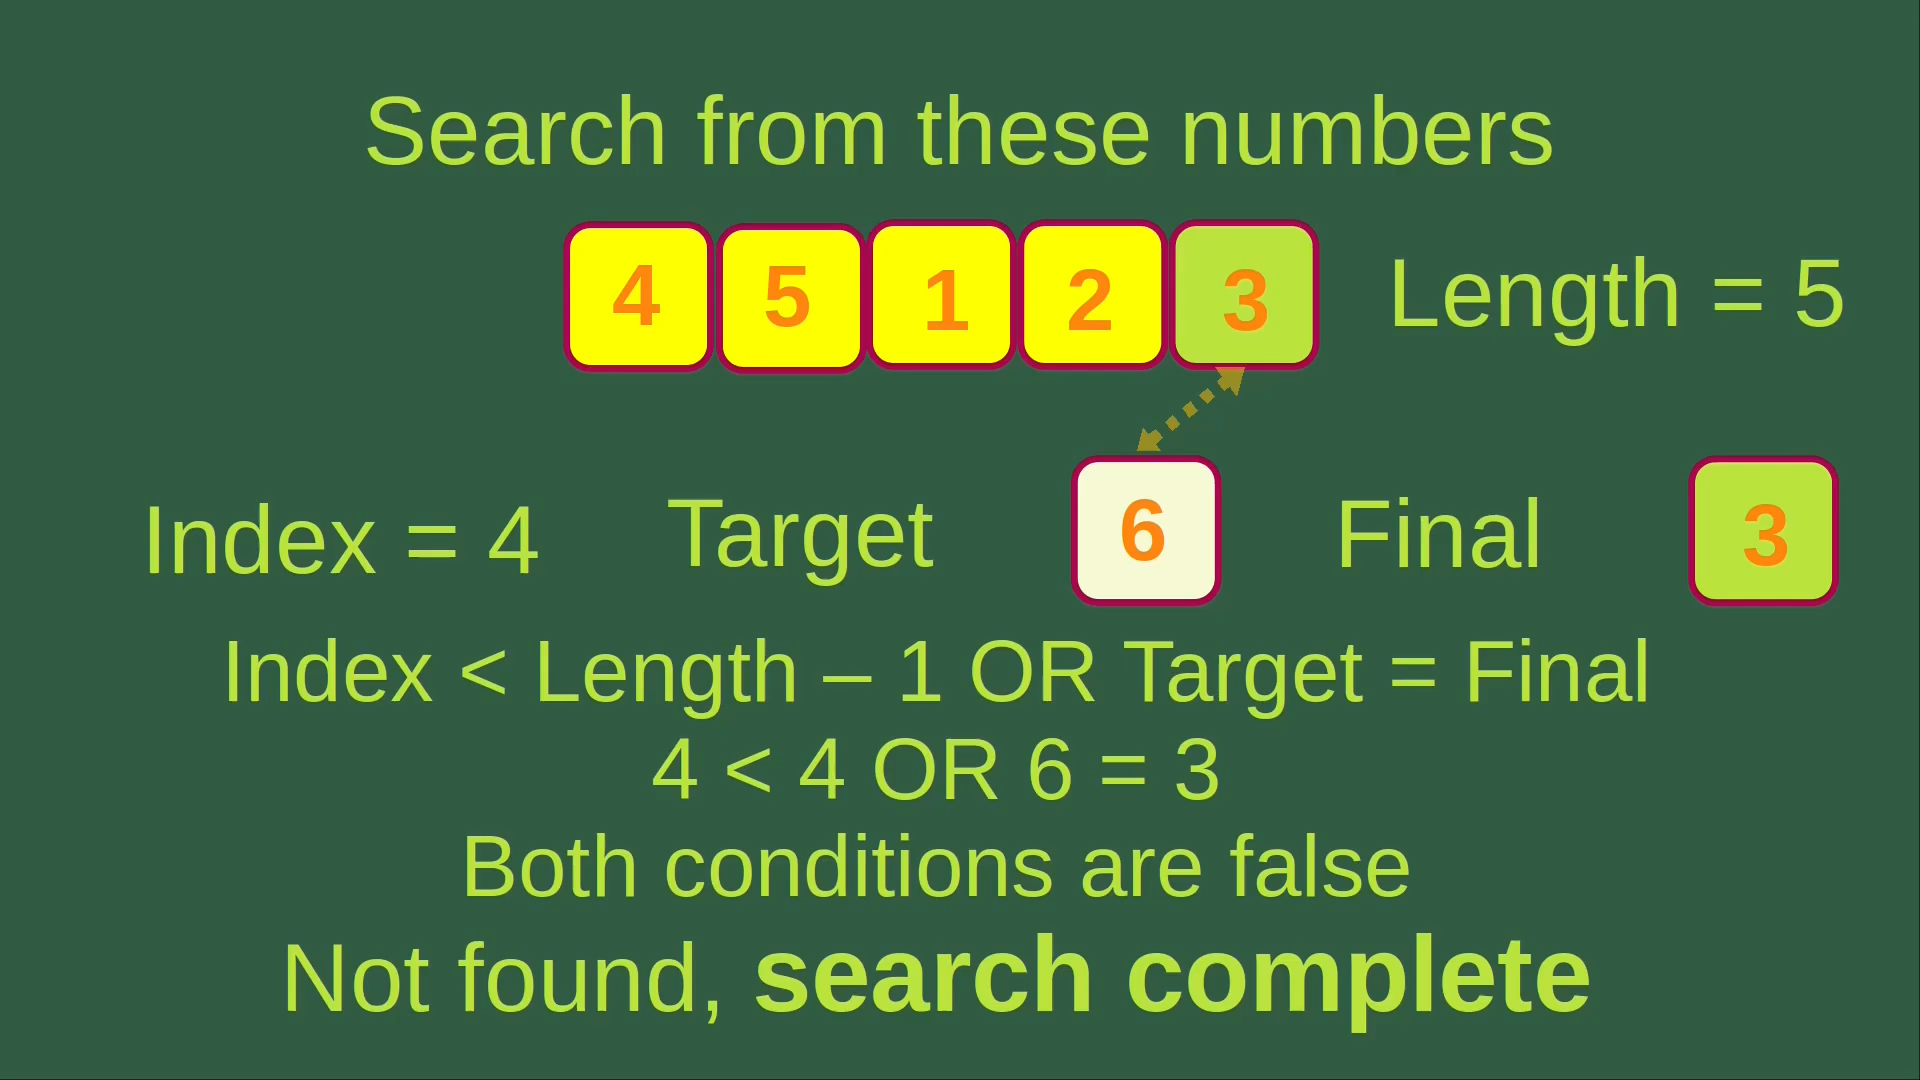 Search from these numbers
4 5 1 2 3 Length = 5
Index = 4 Target 6 Final 3
Index < Length – 1 OR Target = Final
4 < 4 OR 6 = 3
Both conditions are false
Not found, search complete